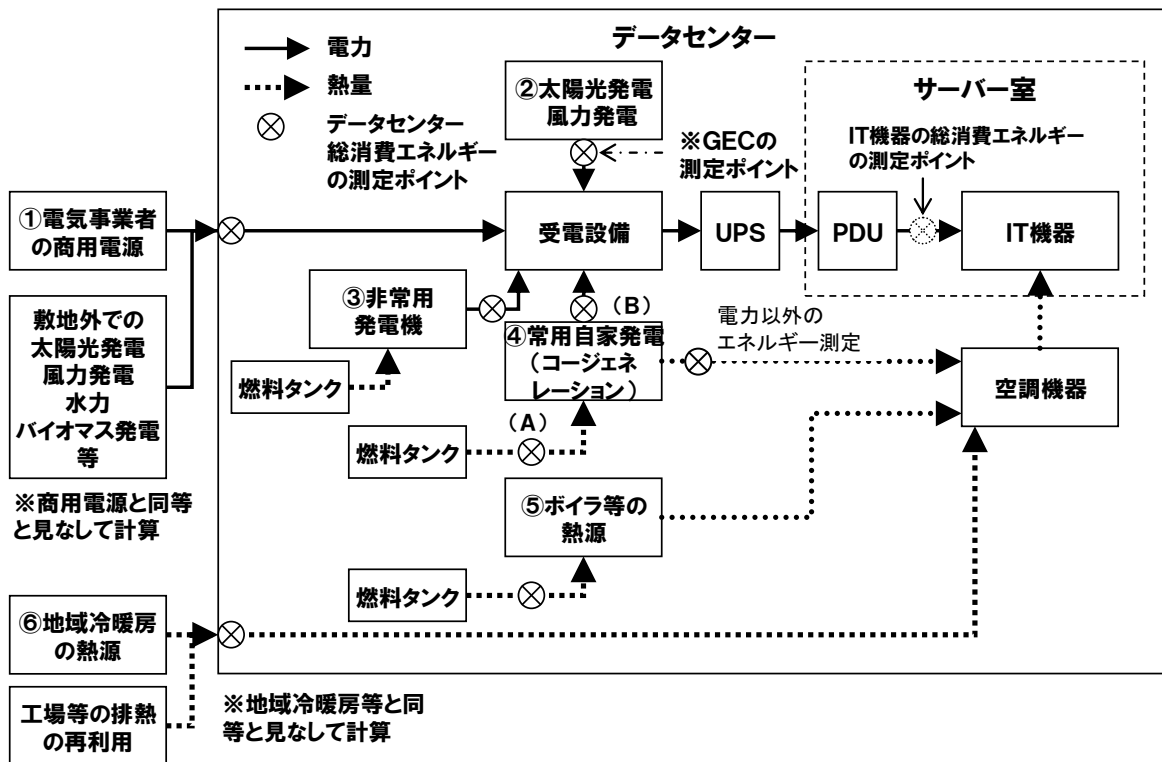 データセンター
電力
熱量
データセンター
総消費エネルギー
の測定ポイント
②太陽光発電
風力発電
※GECの
測定ポイント
サーバー室
IT機器の総消費エネルギー
の測定ポイント
①電気事業者
の商用電源
受電設備
UPS
PDU
IT機器
敷地外での
太陽光発電
風力発電
水力
バイオマス発電
等
※商用電源と同等
と見なして計算
③非常用
発電機
燃料タンク
(B)
④常用自家発電
(コージェネ
レーション)
電力以外の
エネルギー測定
空調機器
(A)
燃料タンク
⑤ボイラ等の
熱源
燃料タンク
⑥地域冷暖房
の熱源
工場等の排熱
の再利用
※地域冷暖房等と同
等と見なして計算